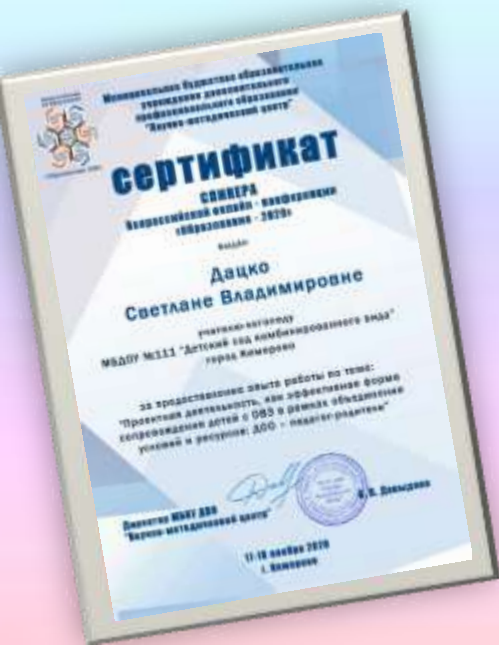 Муниципальное бюджетное образовательное
учреждение дополнительного
профессионального образования
"Научно-методический центр"
сертификат
СПИКЕРА
Всероссийской онлайн - конференции
«Образование - 2020»
выдан
Дацко
Светлане Владимировне
учителю-логопеду
МБДОУ №111 "Детский сад комбинированного вида"
город Кемерово
за предоставление опыта работы по теме:
"Проектная деятельность, как эффективная форма
сопровождения детей с ОВЗ в рамках объединения
условий и ресурсов: ДОО – педагог-родители"
Директор МБОУ ДПО
"Научно-методический центр"
17-18 ноября 2020
г. Кемерово